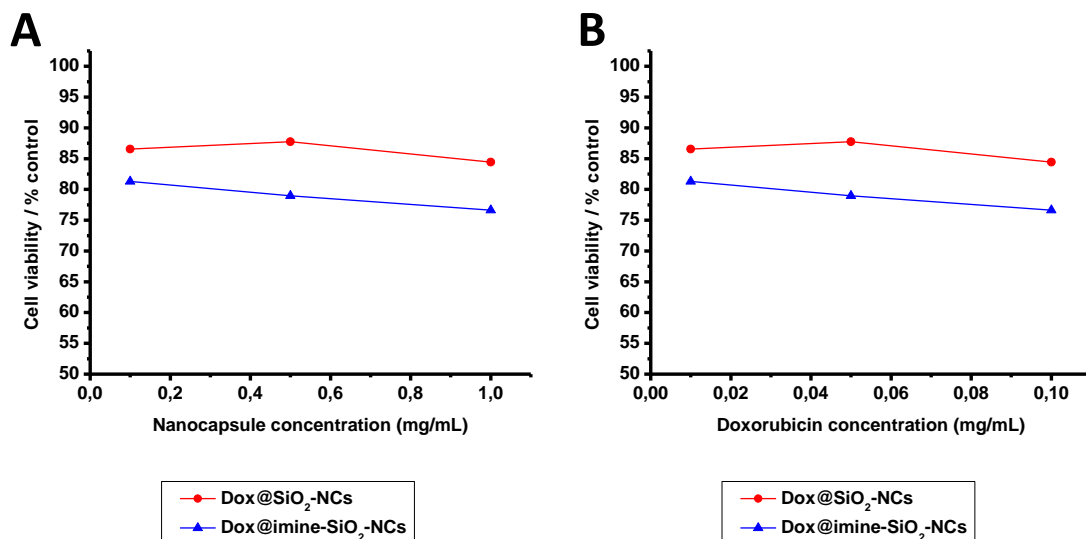 A
Cell viability / % control
100
95
90
85
80
75
70
65
60
55
50
0,0 0,2 0,4 0,6 0,8 1,0
Nanocapsule concentration (mg/mL)
Dox@SiO₂-NCs
Dox@imine-SiO₂-NCs
B
Cell viability / % control
100
95
90
85
80
75
70
65
60
55
50
0,00 0,02 0,04 0,06 0,08 0,10
Doxorubicin concentration (mg/mL)
Dox@SiO₂-NCs
Dox@imine-SiO₂-NCs